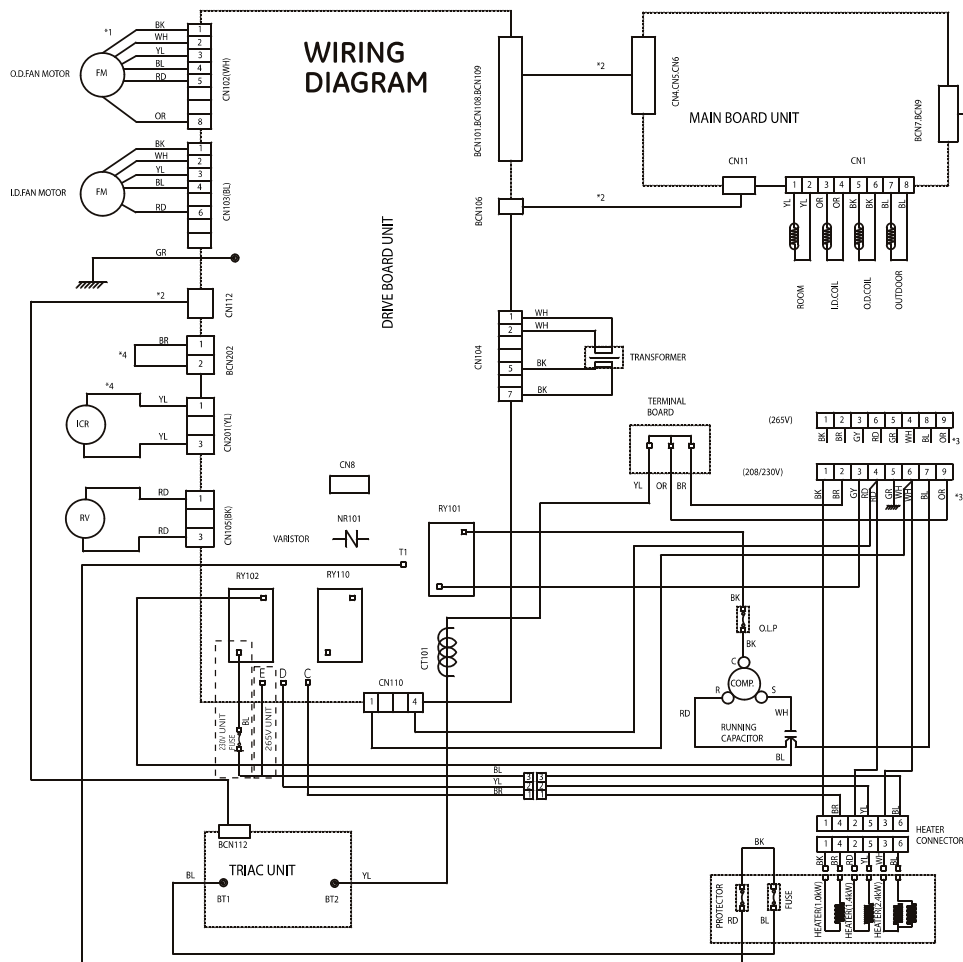 WIRING
DIAGRAM
*1
BK
WH
YL
BL
RD
OR
1
2
3
4
5
8
O.D.FAN MOTOR
FM
CN102(WH)
BCN101.BCN108.BCN109
*2
CN4.CN5.CN6
MAIN BOARD UNIT
BCN7.BCN9
CN11
CN1
1 2 3 4 5 6 7 8
YL YL OR OR BK BK BL BL
ROOM
I.D.COIL
O.D.COIL
OUTDOOR
BK
WH
YL
BL
RD
1
2
3
4
6
I.D.FAN MOTOR
FM
CN103(BL)
BCN106
*2
GR
DRIVE BOARD UNIT
*2
CN112
BR
*4
1
2
BCN202
CN104
1
2
5
7
WH
WH
BK
BK
TRANSFORMER
*4
YL
ICR
YL
1
3
CN201(YL)
TERMINAL
BOARD
YL OR BR
(265V)
1 2 3 6 5 4 8 9
BK BR GY RD GR WH BL OR
*3
(208/230V)
1 2 3 4 5 6 7 9
BK BR GY RD RD GR WH WH BL OR
*3
RD
RV
RD
1
3
CN105(BK)
CN8
NR101
VARISTOR
RY101
T1
RY102
RY110
CT101
BK
O.L.P
BK
C
COMP.
R
S
RD
WH
RUNNING
CAPACITOR
BL
E D C
CN110
1 4
230V UNIT
FUSE
BL
265V UNIT
BL
YL
BR
3 3
2 2
1 1
BR YL BL
1 4 2 5 3 6
1 4 2 5 3 6
HEATER
CONNECTOR
BK BR RD YL WH BL
BCN112
TRIAC UNIT
BL
BT1
BT2
YL
BK
PROTECTOR
RD
BL
FUSE
HEATER(1.0kW)
HEATER(1.4kW)
HEATER(2.4kW)